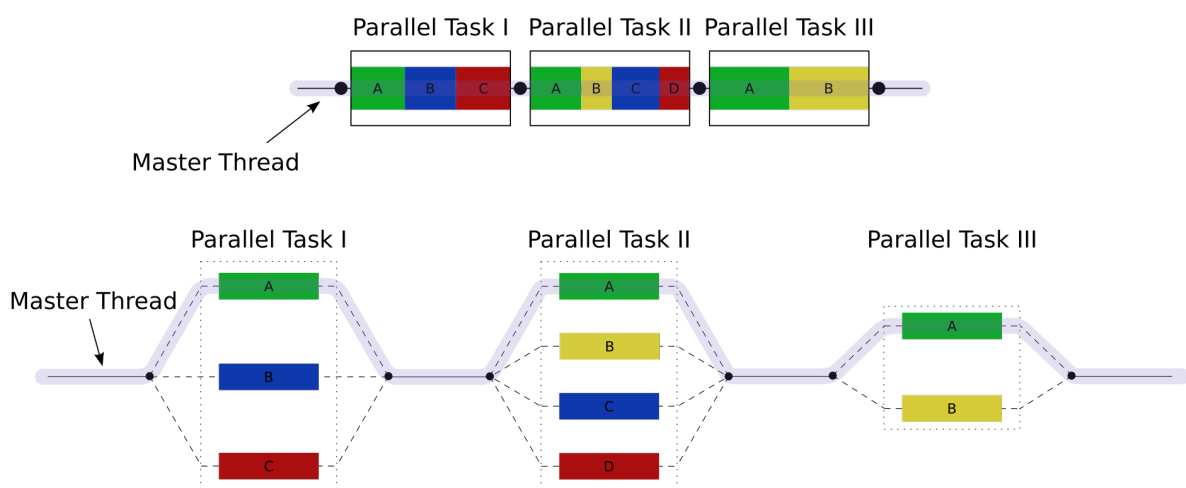 Parallel Task I Parallel Task II Parallel Task III
A B C A B C D A B
Master Thread
Parallel Task I Parallel Task II Parallel Task III
A A
Master Thread
A
B
B
C
B
C D